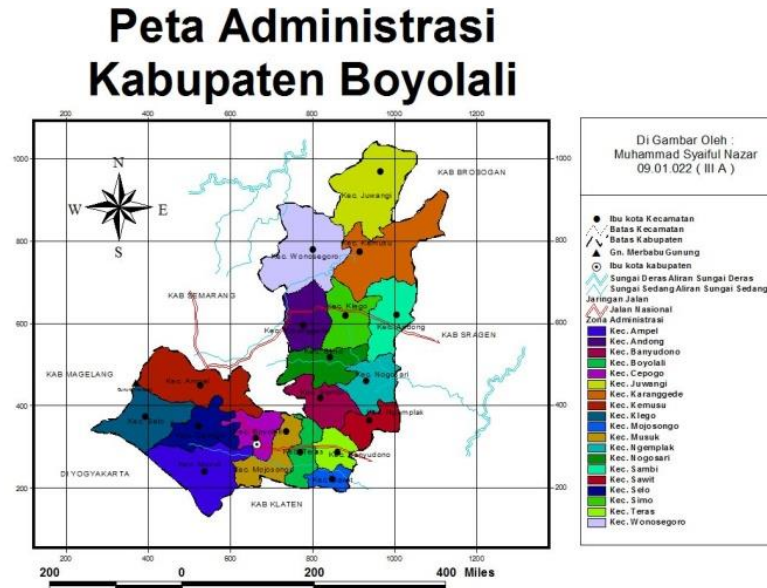 Peta Administrasi
Kabupaten Boyolali
200 400 600 800 1000 1200
1000 1000
800 800
600 600
400 400
200 200
200 400 600 800 1000 1200
N
W E
S
KAB BROBOGAN
Kec. Juwangi
Kec. Kemusu
Kec. Wonosegoro
KAB SEMARANG
Kec. Klego
Kec. Andong
KAB SRAGEN
KAB MAGELANG
Kec. Ampel
Kec. Nogosari
Kec. Ngemplak
Kec. Selo
Kec. Mojosongo
Kec. Teras
Kec. Banyudono
Kec. Sawit
DI YOGYAKARTA
KAB KLATEN
200 0 200 400 Miles
Di Gambar Oleh :
Muhammad Syaiful Nazar
09.01.022 ( III A )
Ibu kota Kecamatan
Batas Kecamatan
Batas Kabupaten
Gn. Merbabu Gunung
Ibu kota kabupaten
Sungai Deras Aliran Sungai Deras
Sungai Sedang Aliran Sungai Sedang
Jaringan Jalan
Jalan Nasional
Zona Administrasi
Kec. Ampel
Kec. Andong
Kec. Banyudono
Kec. Boyolali
Kec. Cepogo
Kec. Juwangi
Kec. Karanggede
Kec. Kemusu
Kec. Klego
Kec. Mojosongo
Kec. Musuk
Kec. Ngemplak
Kec. Nogosari
Kec. Sambi
Kec. Sawit
Kec. Selo
Kec. Simo
Kec. Teras
Kec. Wonosegoro